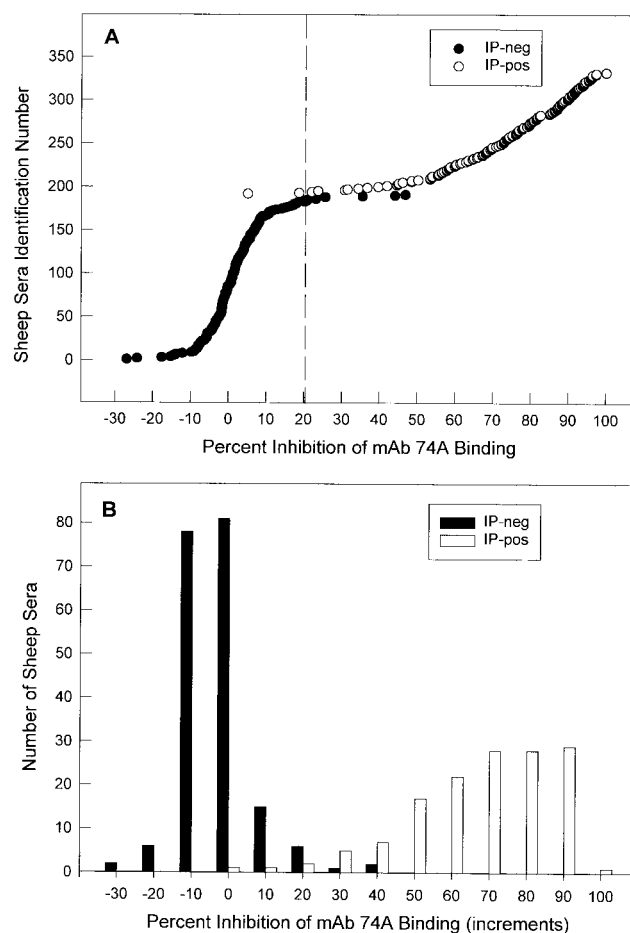 A
IP-neg
IP-pos
400
350
300
250
200
150
100
50
0
Sheep Sera Identification Number
-30 -20 -10 0 10 20 30 40 50 60 70 80 90 100
Percent Inhibition of mAb 74A Binding
B
IP-neg
IP-pos
80
70
60
50
40
30
20
10
0
Number of Sheep Sera
-30 -20 -10 0 10 20 30 40 50 60 70 80 90 100
Percent Inhibition of mAb 74A Binding (increments)